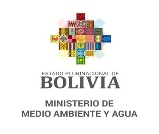 ESTADO PLURINACIONAL DE
BOLIVIA
MINISTERIO DE
MEDIO AMBIENTE Y AGUA